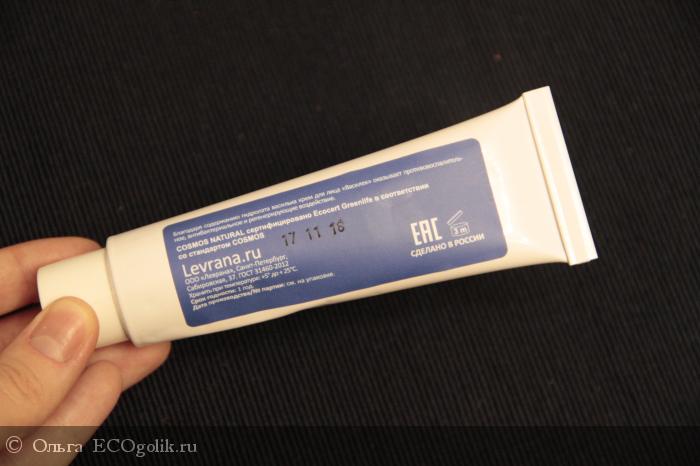 Благодаря содержанию гидролата василька крем для лица «Василек» оказывает противовоспалитель-
ное, антибактериальное и регенерирующее воздействие.
COSMOS NATURAL сертифицировано Ecocert Greenlife в соответствии
со стандартом COSMOS
17 11 16
Levrana.ru
ООО «Леврана», Санкт-Петербург,
Сабировская, 37. ГОСТ 31460-2012
Хранить при температуре: +5° до +25°С.
Срок годности: 1 год.
Дата производства/№ партии: см. на упаковке.
EAC
3 m
СДЕЛАНО В РОССИИ
© Ольга ECOgolik.ru